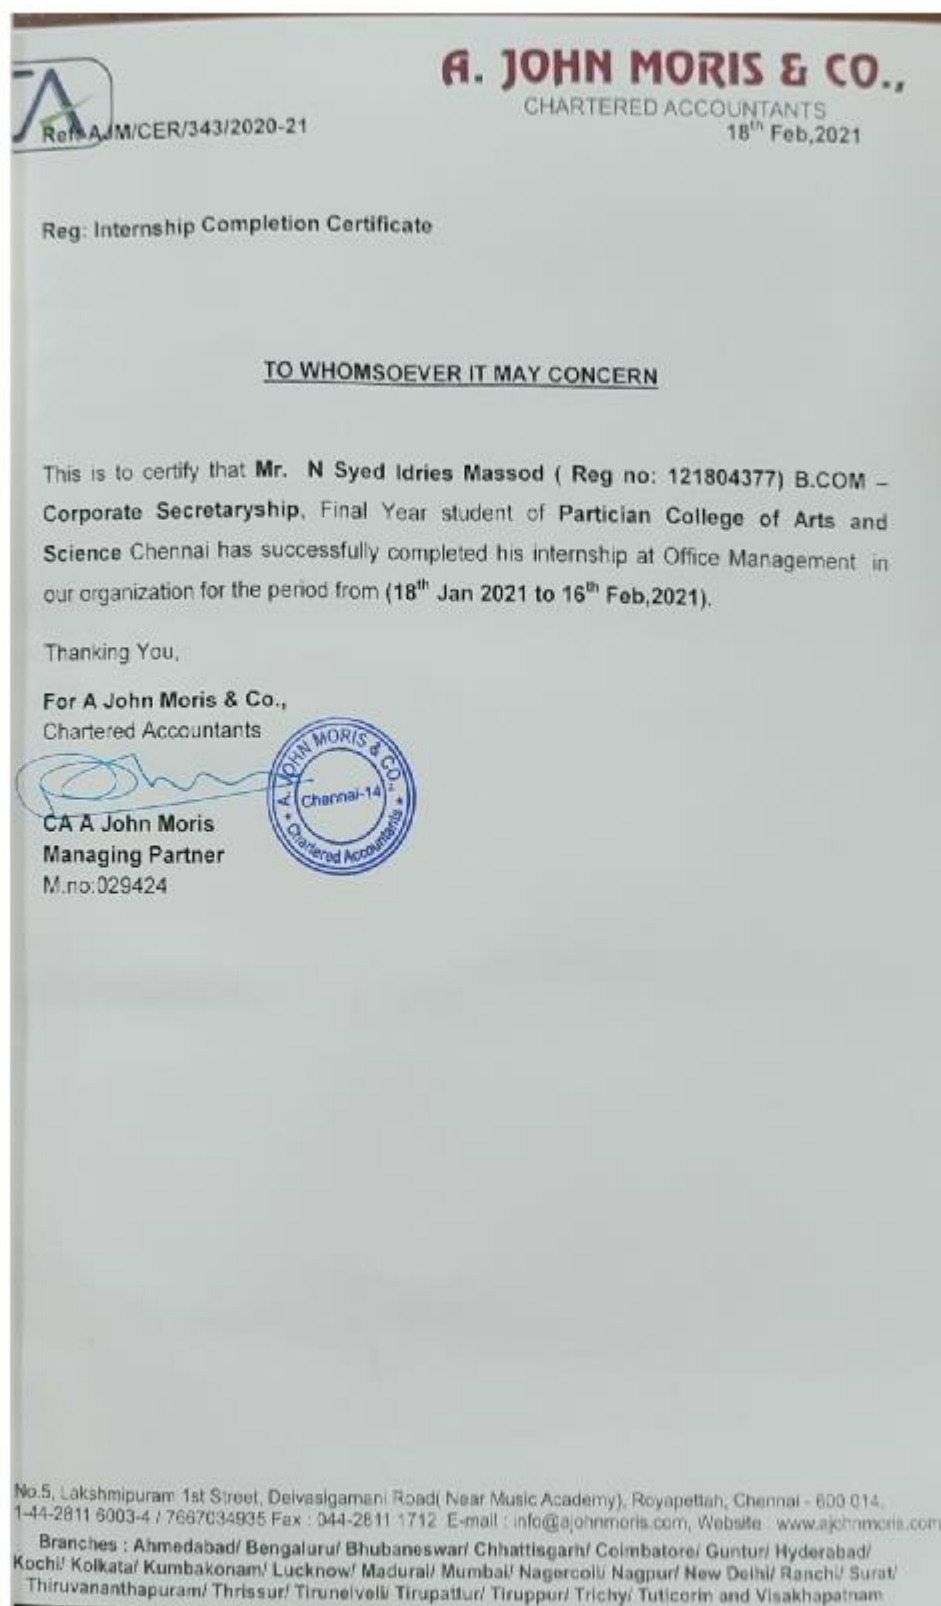 A. JOHN MORIS & CO.,
CHARTERED ACCOUNTANTS
Ref: AJM/CER/343/2020-21
18th Feb,2021
Reg: Internship Completion Certificate
TO WHOMSOEVER IT MAY CONCERN
This is to certify that Mr. N Syed Idries Massod ( Reg no: 121804377) B.COM –
Corporate Secretaryship, Final Year student of Partician College of Arts and
Science Chennai has successfully completed his internship at Office Management in
our organization for the period from (18th Jan 2021 to 16th Feb,2021).
Thanking You,
For A John Moris & Co.,
Chartered Accountants
A. JOHN MORIS & CO.,
Chennai-14
* Chartered Accountants *
CA A John Moris
Managing Partner
M.no:029424
No.5, Lakshmipuram 1st Street, Deivasigamani Road( Near Music Academy), Royapettah, Chennai - 600 014.
1-44-2811 6003-4 / 7667034935 Fax : 044-2811 1712 E-mail : info@ajohnmoris.com, Website : www.ajohnmoris.com
Branches : Ahmedabad/ Bengaluru/ Bhubaneswar/ Chhattisgarh/ Coimbatore/ Guntur/ Hyderabad/
Kochi/ Kolkata/ Kumbakonam/ Lucknow/ Madurai/ Mumbai/ Nagercoil/ Nagpur/ New Delhi/ Ranchi/ Surat/
Thiruvananthapuram/ Thrissur/ Tirunelveli/ Tirupattur/ Tiruppur/ Trichy/ Tuticorin and Visakhapatnam